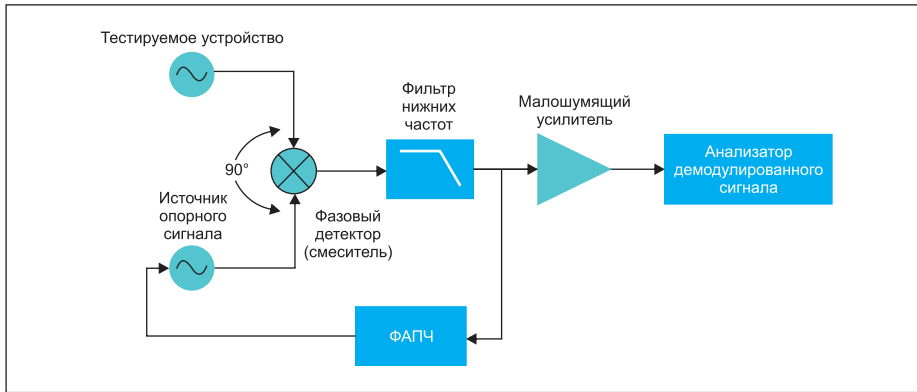 Тестируемое устройство
90°
Источник
опорного
сигнала
Фазовый
детектор
(смеситель)
Фильтр
нижних
частот
Малошумящий
усилитель
Анализатор
демодулированного
сигнала
ФАПЧ